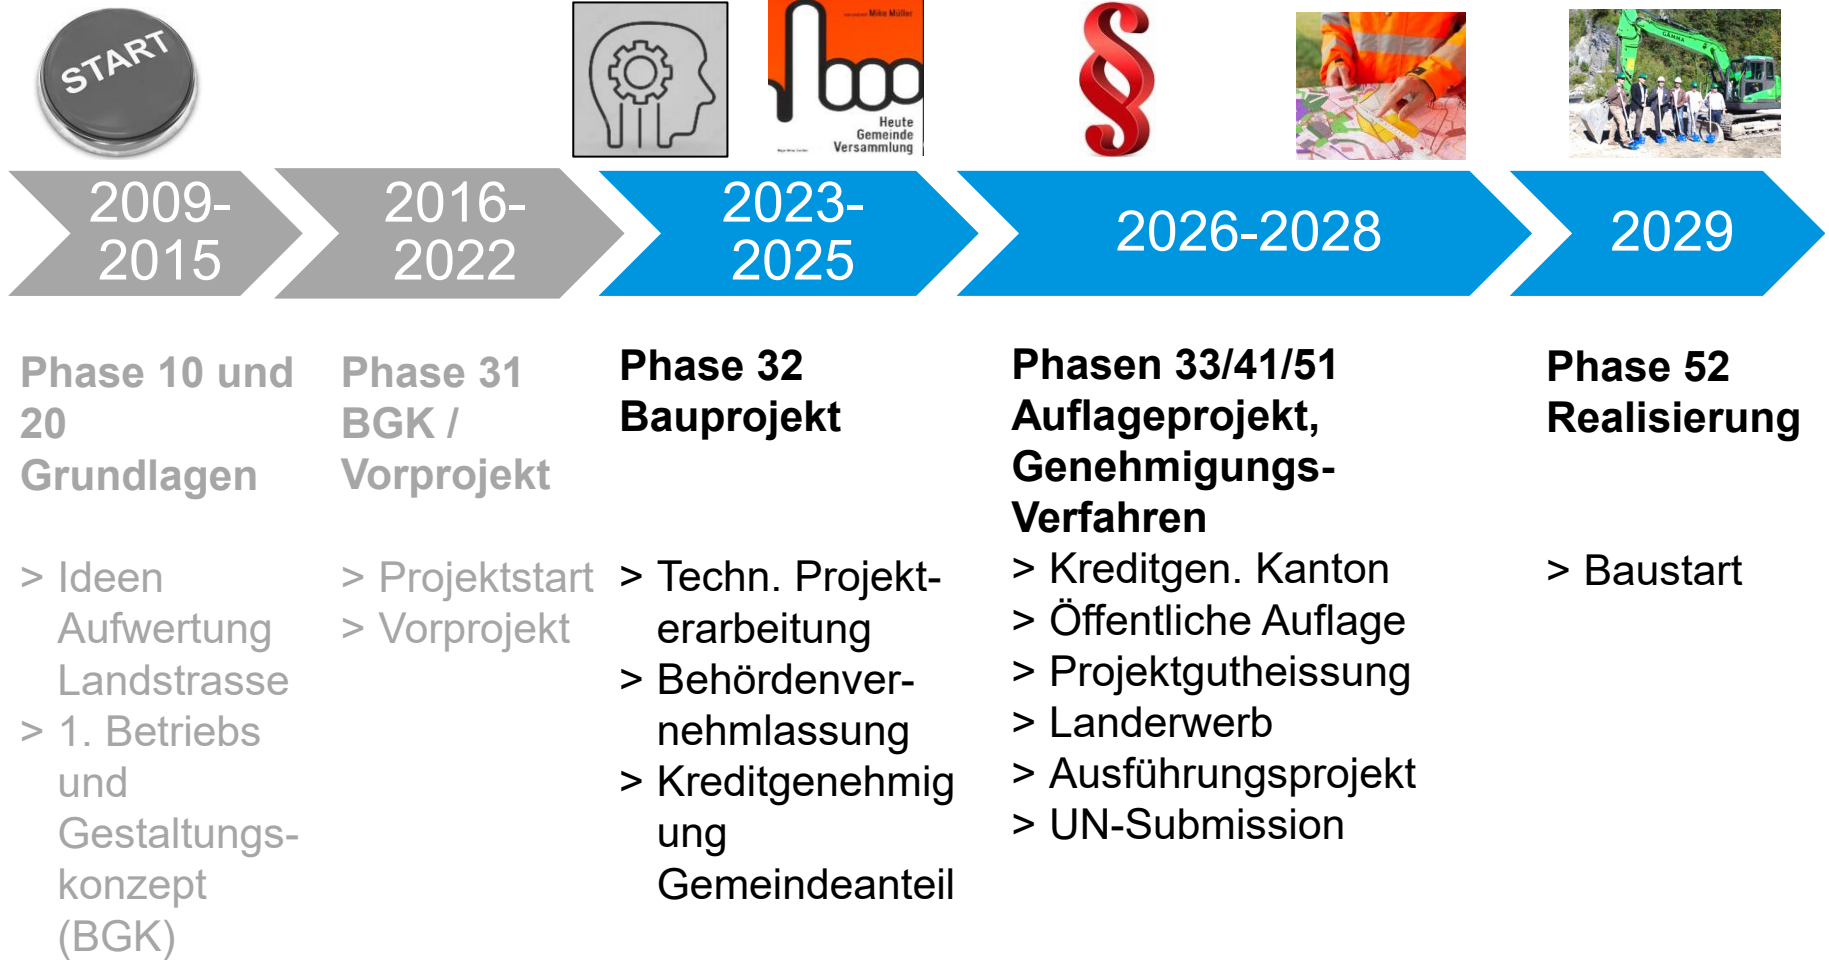 START
Mike Müller
Heute
Gemeinde
Versammlung
GAMMA
2009-
2015
2016-
2022
2023-
2025
2026-2028
2029
Phase 10 und
20
Grundlagen
> Ideen
Aufwertung
Landstrasse
> 1. Betriebs
und
Gestaltungs-
konzept
(BGK)
Phase 31
BGK /
Vorprojekt
> Projektstart
> Vorprojekt
Phase 32
Bauprojekt
> Techn. Projekt-
erarbeitung
> Behördenver-
nehmlassung
> Kreditgenehmig
ung
Gemeindeanteil
Phasen 33/41/51
Auflageprojekt,
Genehmigungs-
Verfahren
> Kreditgen. Kanton
> Öffentliche Auflage
> Projektgutheissung
> Landerwerb
> Ausführungsprojekt
> UN-Submission
Phase 52
Realisierung
> Baustart